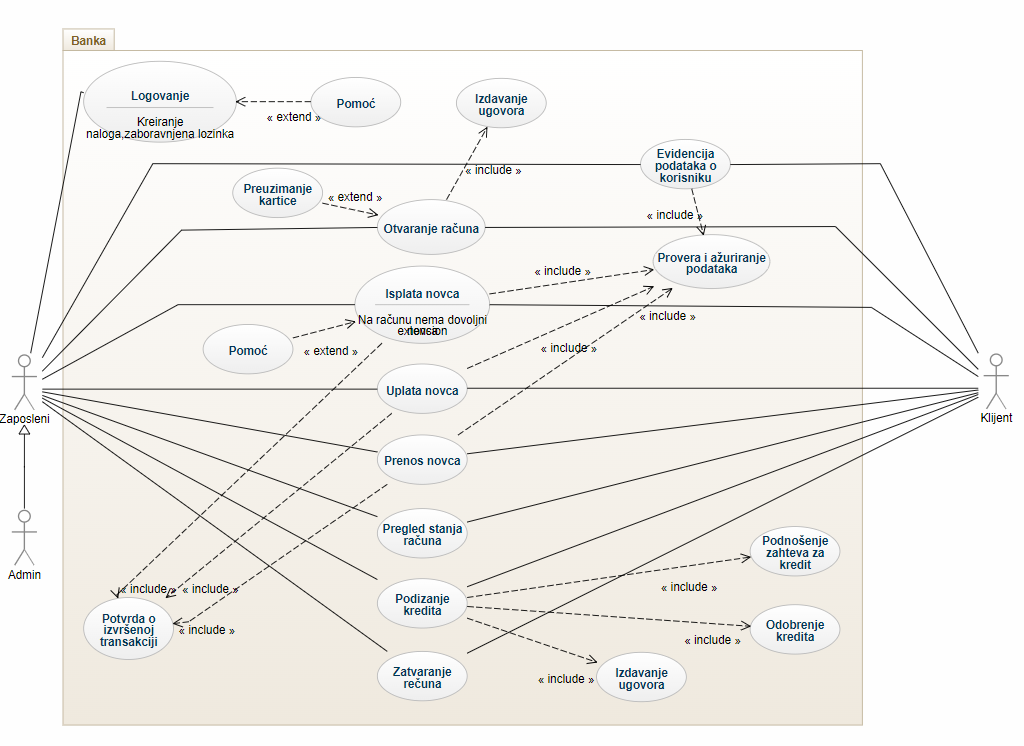 Banka
Logovanje
Kreiranje
naloga,zaboravnjena lozinka
Pomoć
« extend »
Izdavanje
ugovora
« include »
Evidencija
podataka o
korisniku
« include »
Preuzimanje
kartice
« extend »
Otvaranje računa
Provera i ažuriranje
podataka
« include »
Isplata novca
Na računu nema dovoljni
novca
extension
« include »
Pomoć
« extend »
« include »
Uplata novca
Zaposleni
Klijent
Prenos novca
Pregled stanja
računa
Admin
Podnošenje
zahteva za
kredit
« include »
« include »
« include »
Podizanje
kredita
Potvrda o
izvršenoj
transakciji
« include »
Odobrenje
kredita
« include »
Zatvaranje
rečuna
Izdavanje
ugovora
« include »